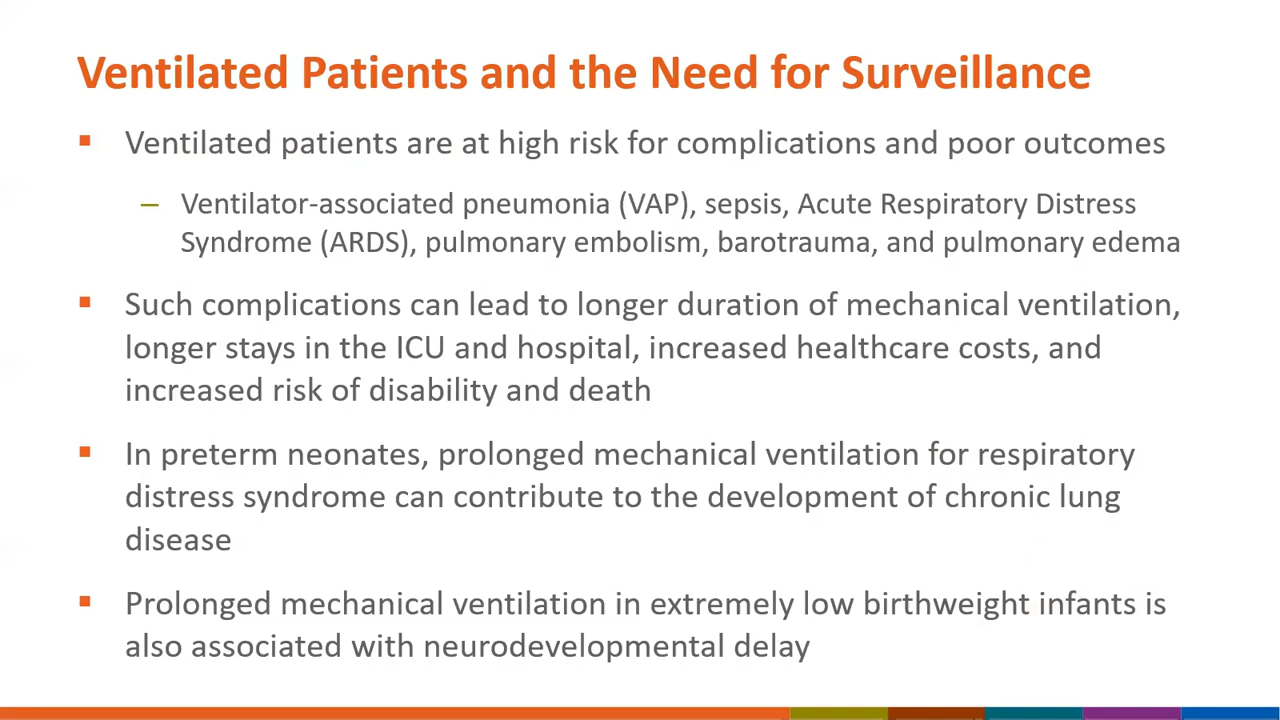 Ventilated Patients and the Need for Surveillance
▪ Ventilated patients are at high risk for complications and poor outcomes
– Ventilator-associated pneumonia (VAP), sepsis, Acute Respiratory Distress
Syndrome (ARDS), pulmonary embolism, barotrauma, and pulmonary edema
▪ Such complications can lead to longer duration of mechanical ventilation,
longer stays in the ICU and hospital, increased healthcare costs, and
increased risk of disability and death
▪ In preterm neonates, prolonged mechanical ventilation for respiratory
distress syndrome can contribute to the development of chronic lung
disease
▪ Prolonged mechanical ventilation in extremely low birthweight infants is
also associated with neurodevelopmental delay